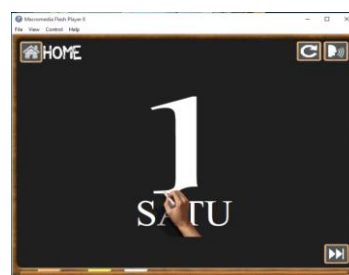 Macromedia Flash Player 8
File View Control Help
HOME
1
SATU